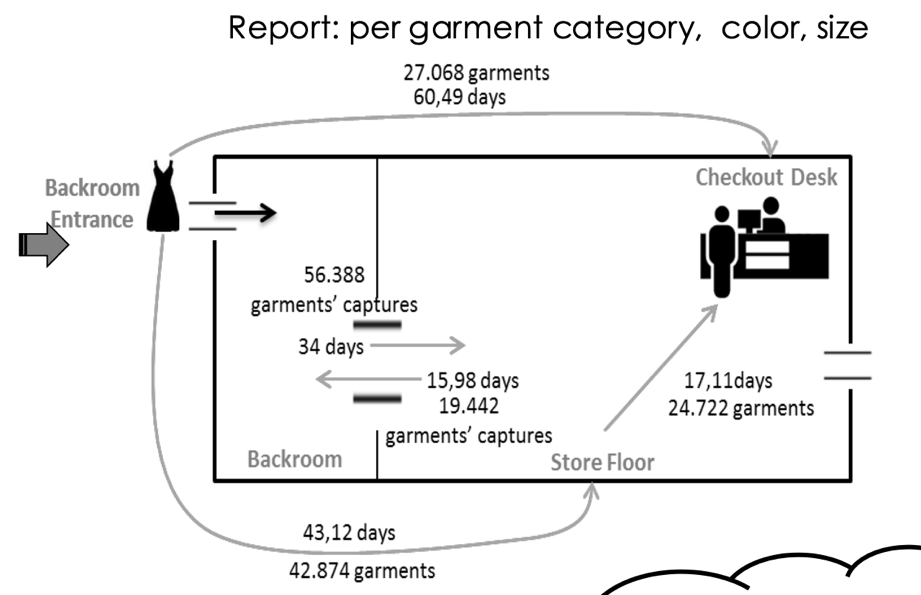 Report: per garment category, color, size
27.068 garments
60,49 days
Backroom
Entrance
Checkout Desk
56.388
garments’ captures
34 days
15,98 days
19.442
garments’ captures
17,11days
24.722 garments
Backroom
Store Floor
43,12 days
42.874 garments